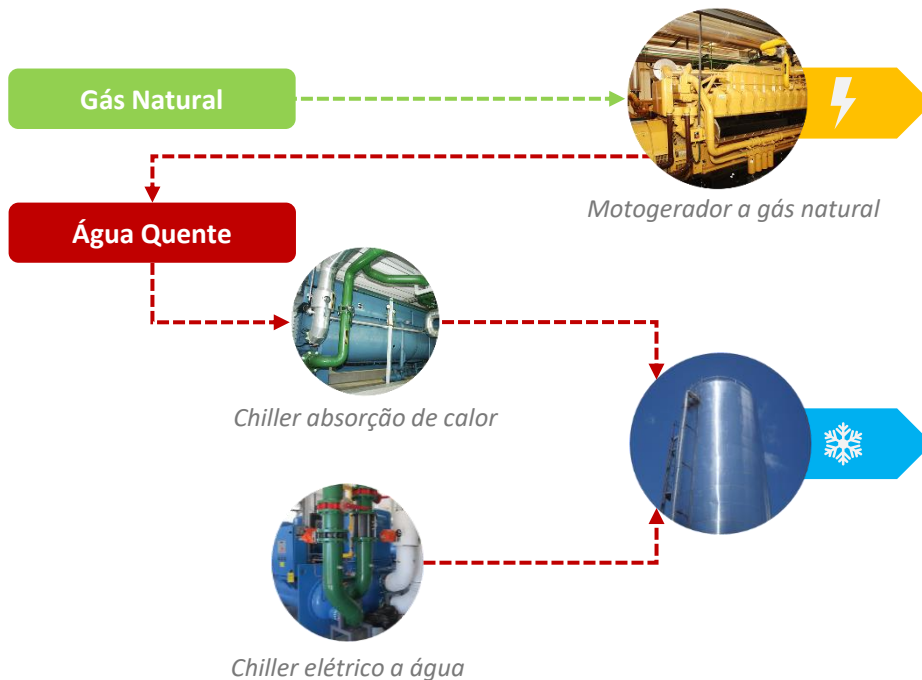 Gás Natural
Motogerador a gás natural
Água Quente
Chiller absorção de calor
Chiller elétrico a água